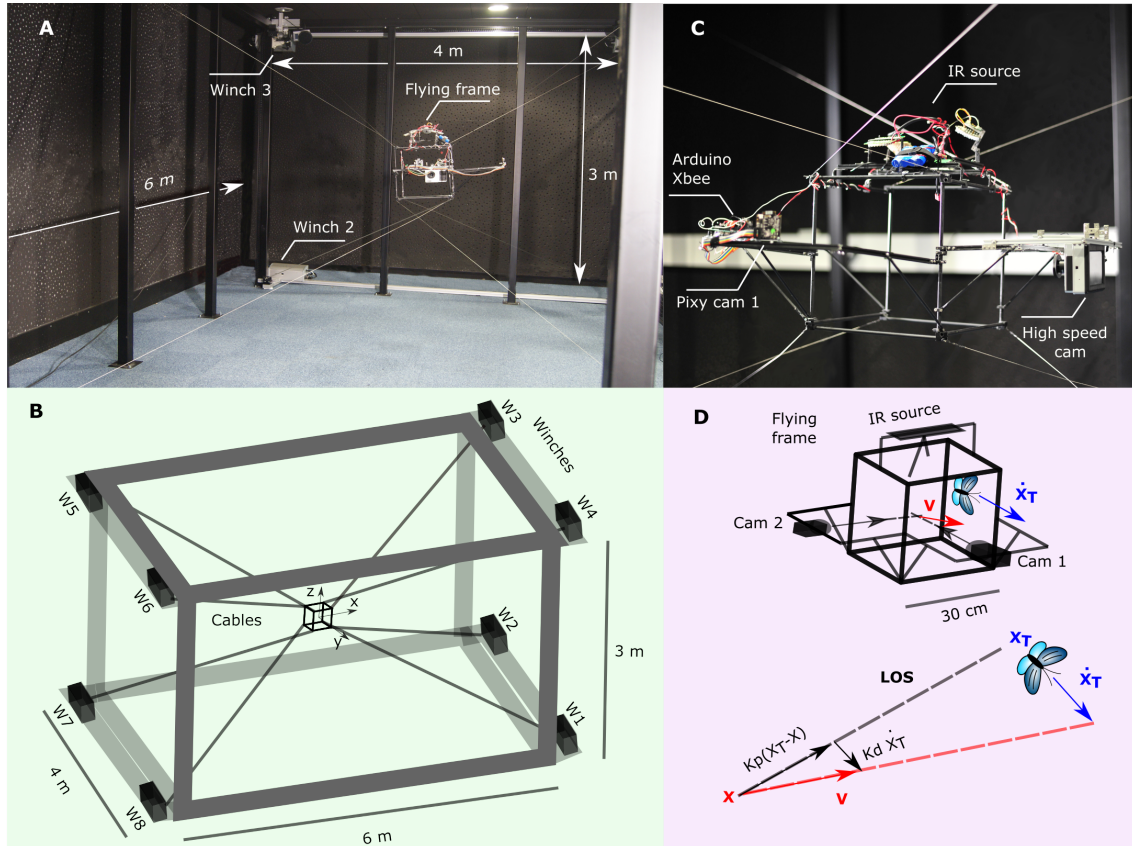 A
4 m
Winch 3
Flying frame
3 m
6 m
Winch 2
C
IR source
Arduino
Xbee
Pixy cam 1
High speed
cam
B
W3
Winches
W4
W5
W6
Cables
z
x
y
W2
W1
3 m
W7
W8
4 m
6 m
D
Flying
frame
IR source
V
ẊT
Cam 2
Cam 1
30 cm
XT
ẊT
LOS
Kp(XT-X)
Kd ẊT
X
V